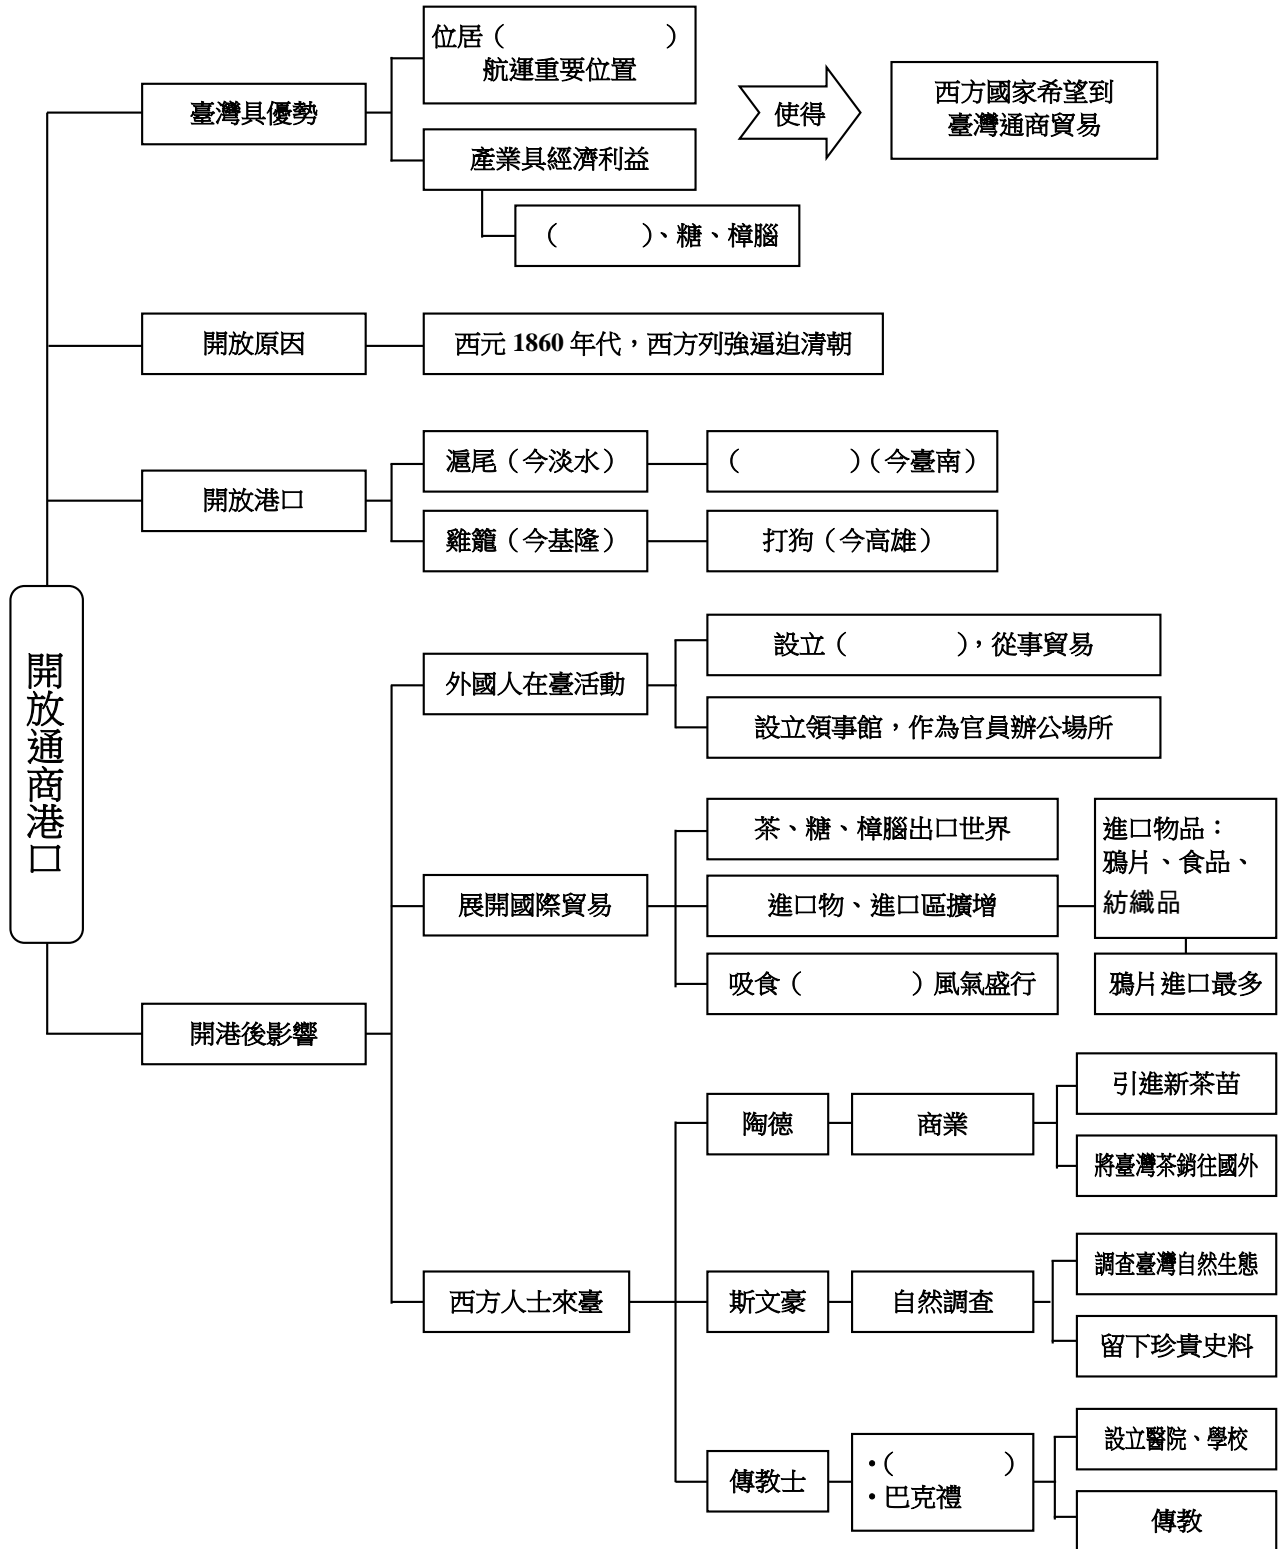 開放通商港口
臺灣具優勢
位居（　　　　　　）
航運重要位置
產業具經濟利益
（　　　）、糖、樟腦
使得
西方國家希望到
臺灣通商貿易
開放原因
西元 1860 年代，西方列強逼迫清朝
開放港口
滬尾（今淡水）
（　　　　）（今臺南）
雞籠（今基隆）
打狗（今高雄）
開港後影響
外國人在臺活動
設立（　　　　），從事貿易
設立領事館，作為官員辦公場所
展開國際貿易
茶、糖、樟腦出口世界
進口物、進口區擴增
進口物品：
鴉片、食品、
紡織品
鴉片進口最多
吸食（　　　　）風氣盛行
西方人士來臺
陶德
商業
引進新茶苗
將臺灣茶銷往國外
斯文豪
自然調查
調查臺灣自然生態
留下珍貴史料
傳教士
・（　　　　）
・巴克禮
設立醫院、學校
傳教